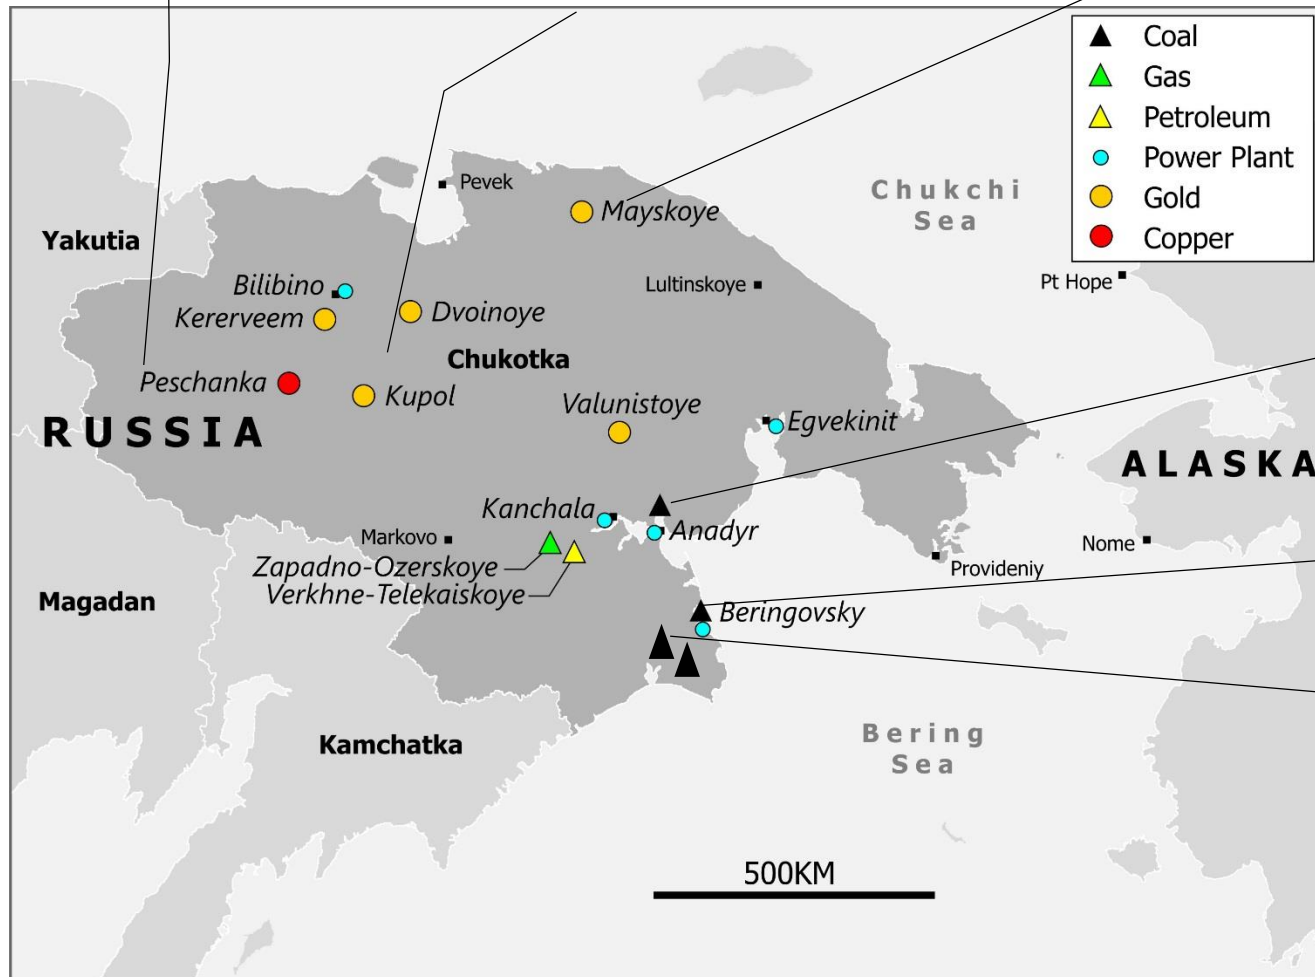 Coal
Gas
Petroleum
Power Plant
Gold
Copper
Pevek
Mayskoye
Chukchi
Sea
Yakutia
Bilibino
Kererveem
Dvoinoye
Lultinskoye
Pt Hope
Chukotka
Peschanka
Kupol
Valunistoye
RUSSIA
Egvekinit
ALASKA
Kanchala
Anadyr
Markovo
Zapadno-Ozerskoye
Verkhne-Telekaiskoye
Nome
Provideniy
Magadan
Beringovsky
Kamchatka
Bering
Sea
500KM